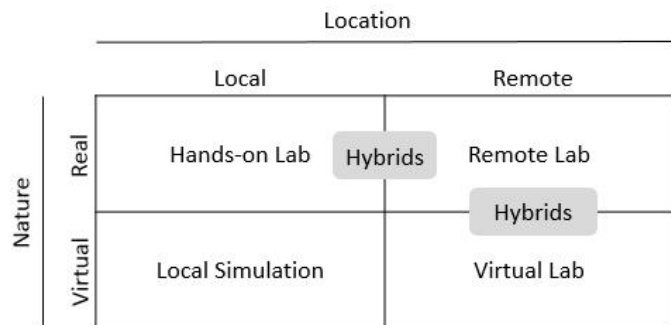 Location
Local Remote
Nature
Real
Hands-on Lab Hybrids Remote Lab
Hybrids
Virtual
Local Simulation Virtual Lab